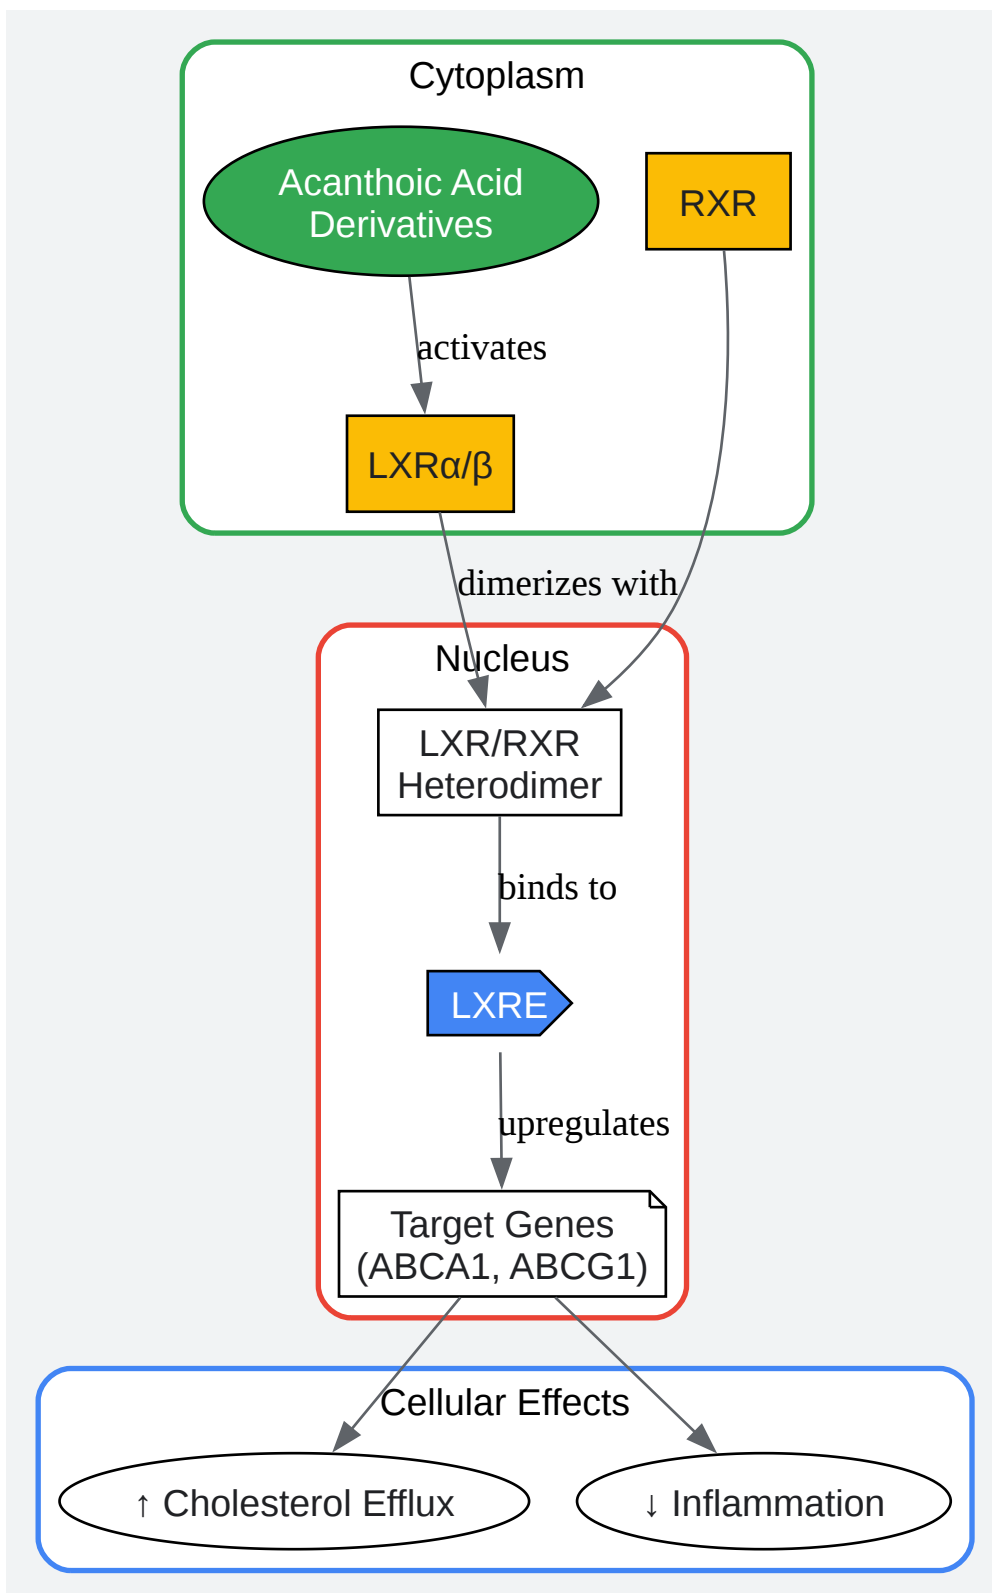 Cytoplasm
Acanthoic Acid
Derivatives
RXR
activates
LXRα/β
dimerizes with
Nucleus
LXR/RXR
Heterodimer
binds to
LXRE
upregulates
Target Genes
(ABCA1, ABCG1)
Cellular Effects
↑ Cholesterol Efflux
↓ Inflammation